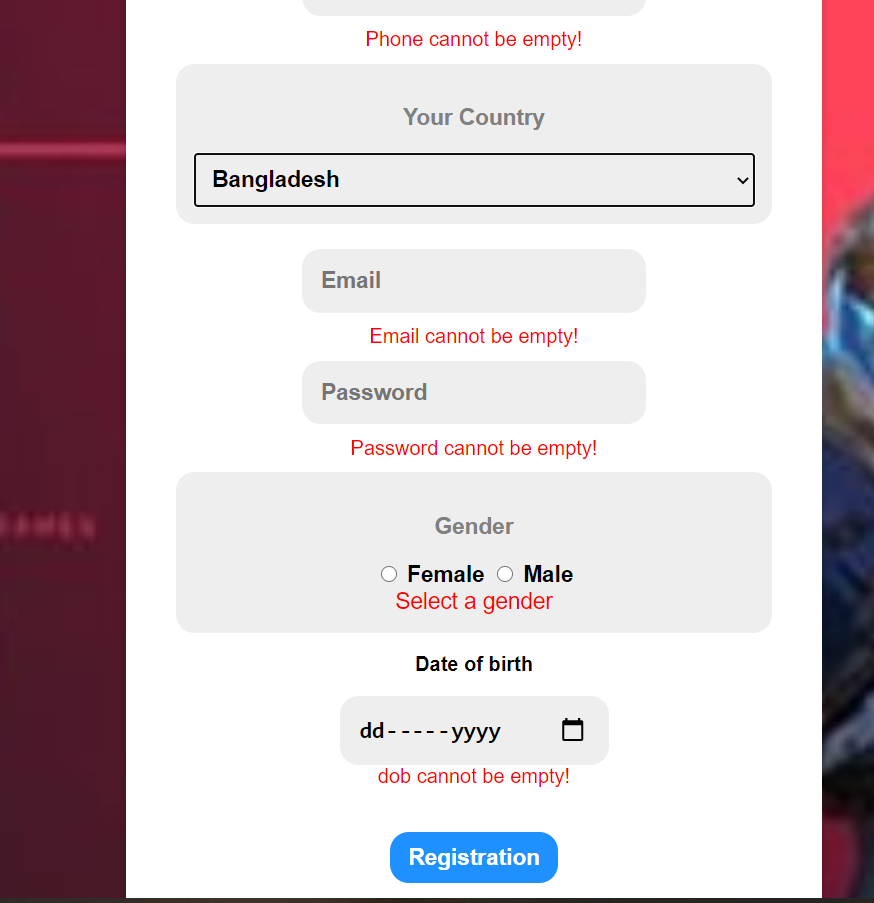 Phone cannot be empty!
Your Country
Bangladesh
Email
Email cannot be empty!
Password
Password cannot be empty!
Gender
Female Male
Select a gender
Date of birth
dd-----yyyy
dob cannot be empty!
Registration